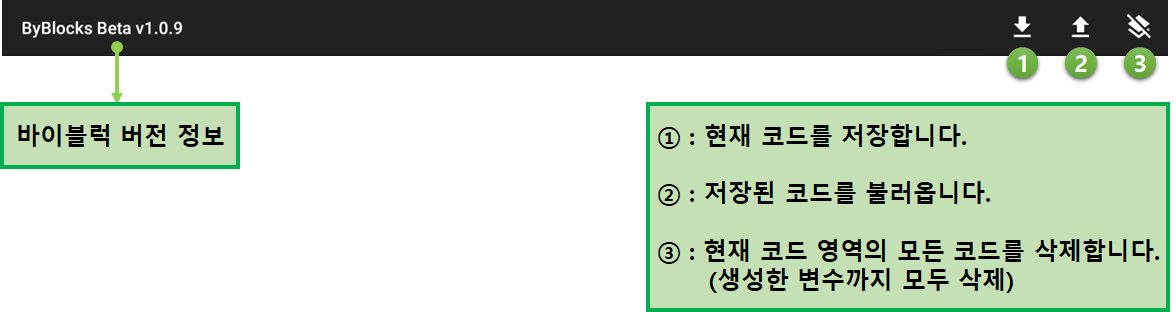 ByBlocks Beta v1.0.9
1 2 3
바이블럭 버전 정보
① : 현재 코드를 저장합니다.
② : 저장된 코드를 불러옵니다.
③ : 현재 코드 영역의 모든 코드를 삭제합니다.
(생성한 변수까지 모두 삭제)